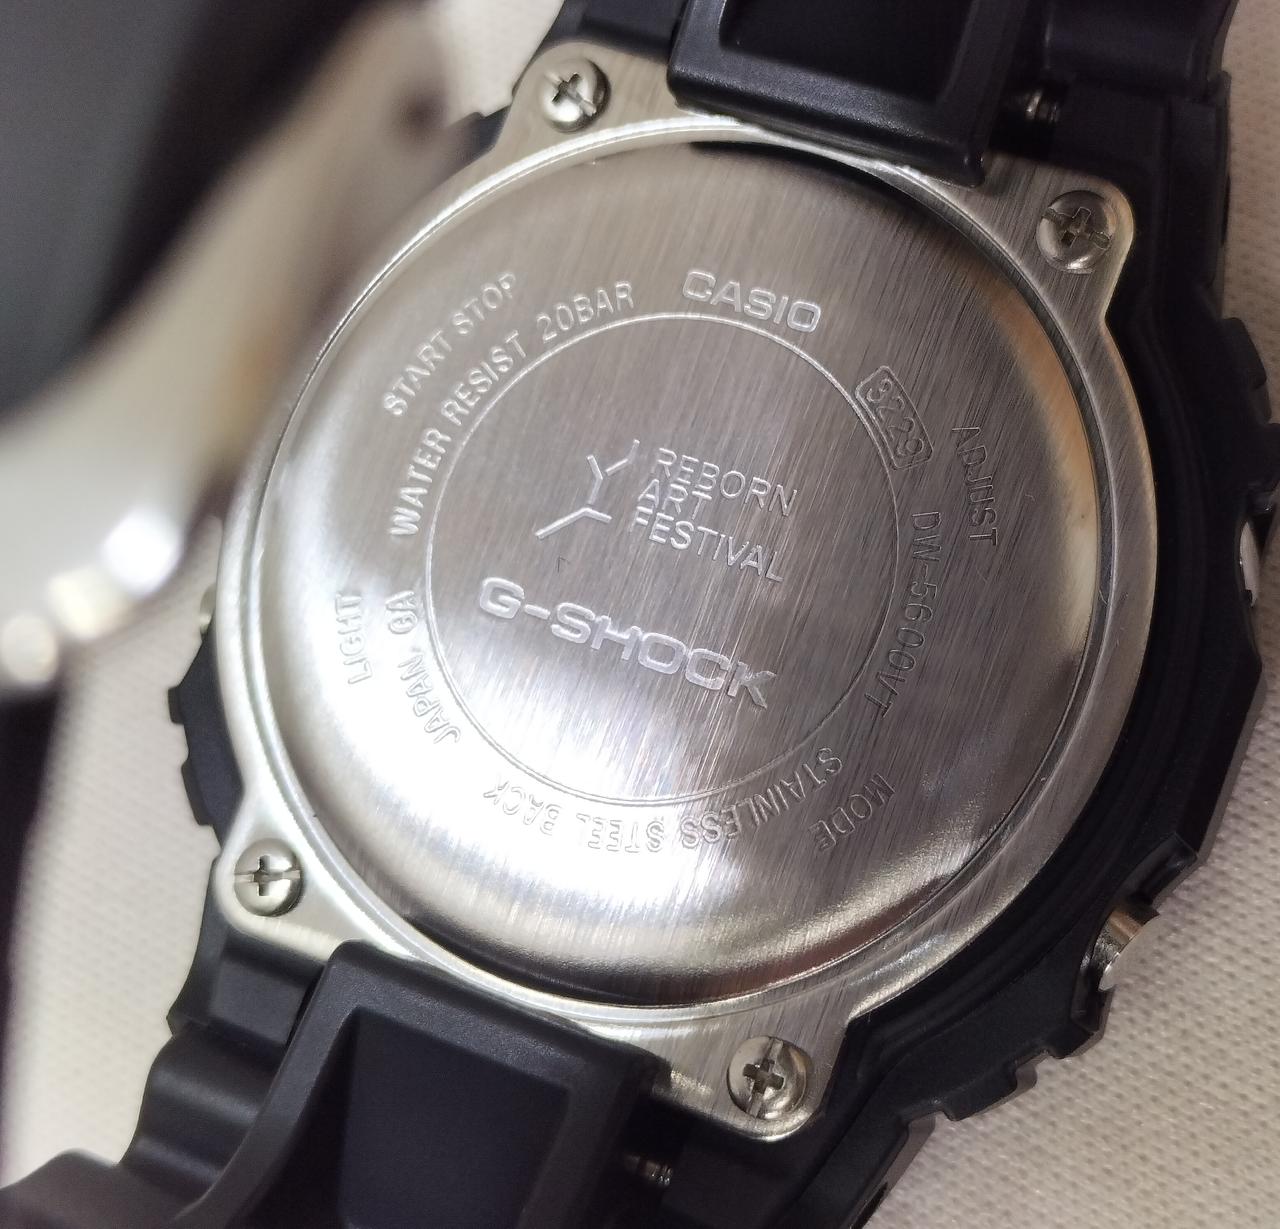 CASIO
3229
ADJUST
DW-5600VT
MODE
STAINLESS STEEL BACK
JAPAN GA
LIGHT
WATER RESIST 20BAR
START STOP
REBORN
ART
FESTIVAL
G-SHOCK